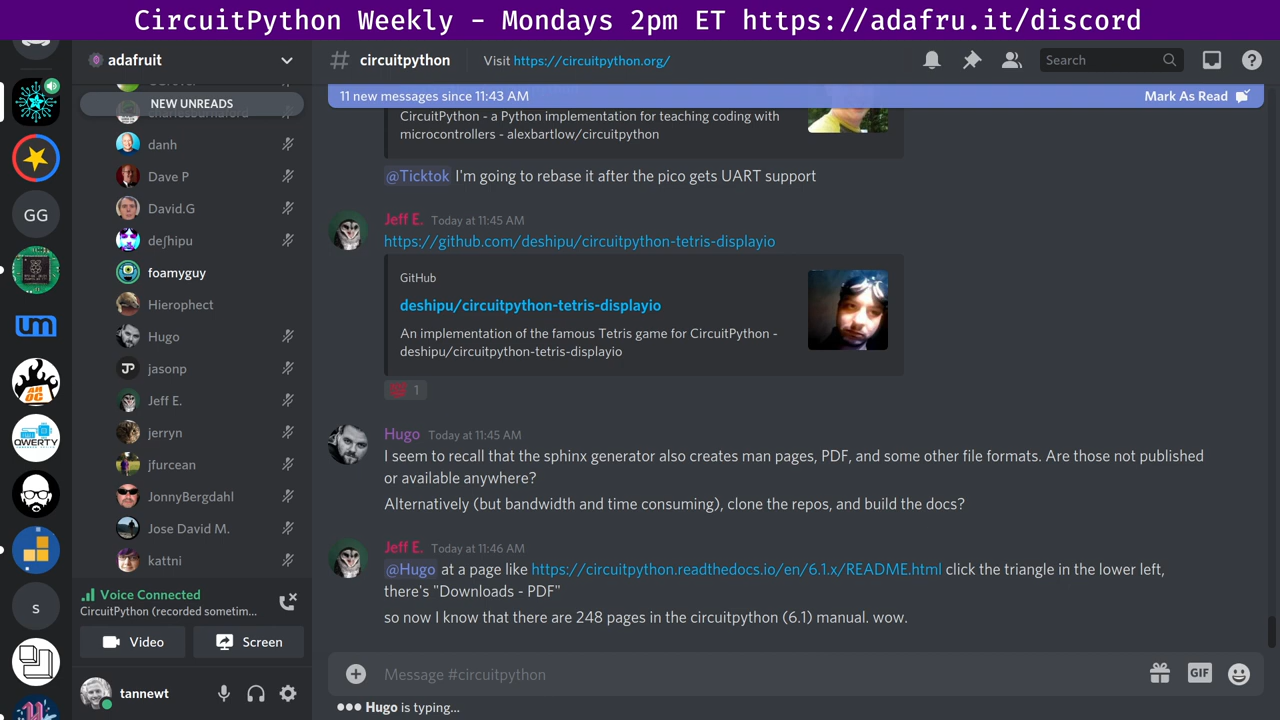 CircuitPython Weekly - Mondays 2pm ET https://adafru.it/discord
adafruit
circuitpython
Visit https://circuitpython.org/
Search
NEW UNREADS
danh
Dave P
David.G
deʃhipu
foamyguy
Hierophect
Hugo
jasonp
Jeff E.
jerryn
jfurcean
JonnyBergdahl
Jose David M.
kattni
Voice Connected
CircuitPython (recorded sometim...
Video
Screen
tannewt
GG
um
AHOC
QWERTY
s
JP
11 new messages since 11:43 AM
Mark As Read
CircuitPython - a Python implementation for teaching coding with
microcontrollers - alexbartlow/circuitpython
@Ticktok I'm going to rebase it after the pico gets UART support
Jeff E. Today at 11:45 AM
https://github.com/deshipu/circuitpython-tetris-displayio
GitHub
deshipu/circuitpython-tetris-displayio
An implementation of the famous Tetris game for CircuitPython -
deshipu/circuitpython-tetris-displayio
1
Hugo Today at 11:45 AM
I seem to recall that the sphinx generator also creates man pages, PDF, and some other file formats. Are those not published
or available anywhere?
Alternatively (but bandwidth and time consuming), clone the repos, and build the docs?
Jeff E. Today at 11:46 AM
@Hugo at a page like https://circuitpython.readthedocs.io/en/6.1.x/README.html click the triangle in the lower left,
there's "Downloads - PDF"
so now I know that there are 248 pages in the circuitpython (6.1) manual. wow.
Message #circuitpython
GIF
Hugo is typing...